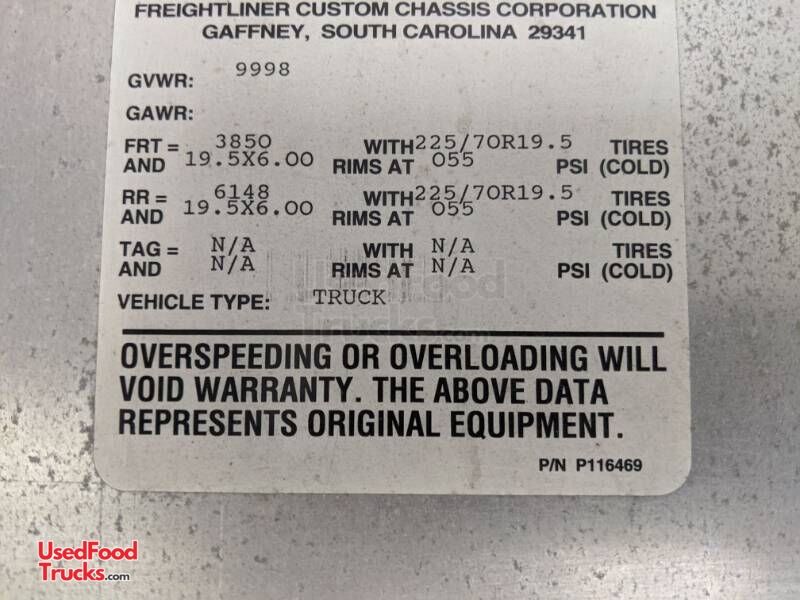 FREIGHTLINER CUSTOM CHASSIS CORPORATION
GAFFNEY, SOUTH CAROLINA 29341
GVWR: 9998
GAWR:
FRT = 3850 WITH 225/70R19.5 TIRES
AND 19.5X6.00 RIMS AT 055 PSI (COLD)
RR = 6148 WITH 225/70R19.5 TIRES
AND 19.5X6.00 RIMS AT 055 PSI (COLD)
TAG = N/A WITH N/A TIRES
AND N/A RIMS AT N/A PSI (COLD)
VEHICLE TYPE: TRUCK
OVERSPEEDING OR OVERLOADING WILL
VOID WARRANTY. THE ABOVE DATA
REPRESENTS ORIGINAL EQUIPMENT.
P/N P116469
UsedFood
Trucks.com
UsedFood
Trucks.com